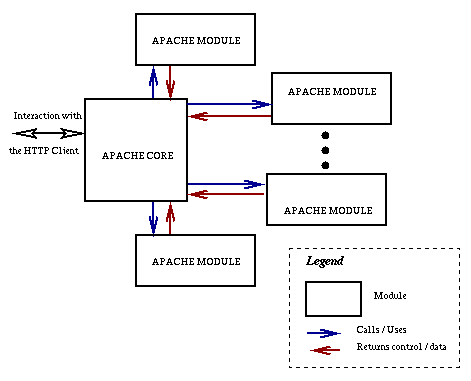 APACHE MODULE
APACHE MODULE
Interaction with
the HTTP Client
APACHE CORE
APACHE MODULE
APACHE MODULE
Legend
Module
Calls / Uses
Returns control / data